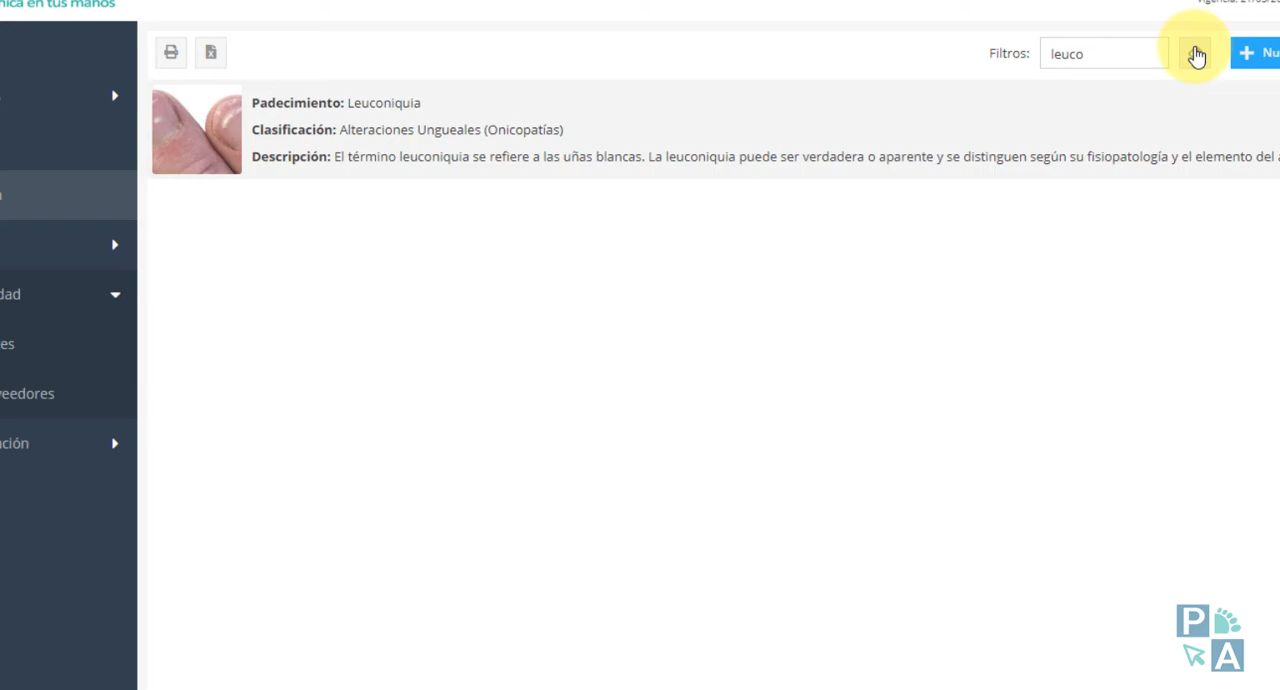 nica en tus manos
Filtros: leuco Nu
Padecimiento: Leuconiquia
Clasificación: Alteraciones Ungueales (Onicopatías)
Descripción: El término leuconiquia se refiere a las uñas blancas. La leuconiquia puede ser verdadera o aparente y se distinguen según su fisiopatología y el elemento del
dad
es
veedores
ción
P
A